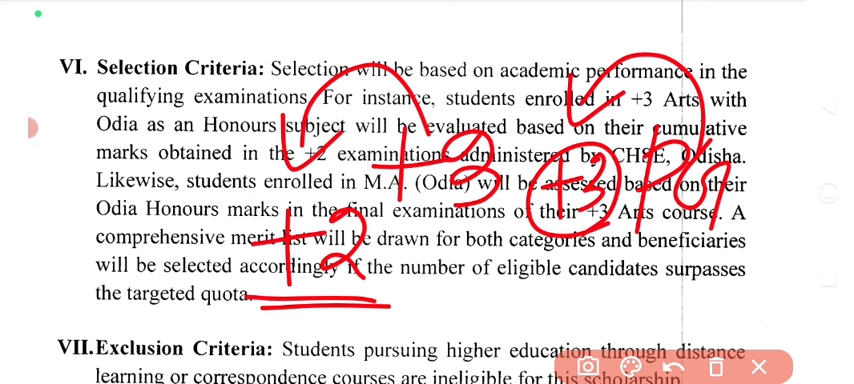 VI. Selection Criteria: Selection will be based on academic performance in the
qualifying examinations. For instance, students enrolled in +3 Arts with
Odia as an Honours subject will be evaluated based on their cumulative
marks obtained in the +2 examinations administered by CHSE, Odisha.
Likewise, students enrolled in M.A. (Odia) will be assessed based on their
Odia Honours marks in the final examinations of their +3 Arts course. A
comprehensive merit list will be drawn for both categories and beneficiaries
will be selected accordingly if the number of eligible candidates surpasses
the targeted quota.
+3
+3
PG
+2
VII. Exclusion Criteria: Students pursuing higher education through distance
learning or correspondence courses are ineligible for this scholarship